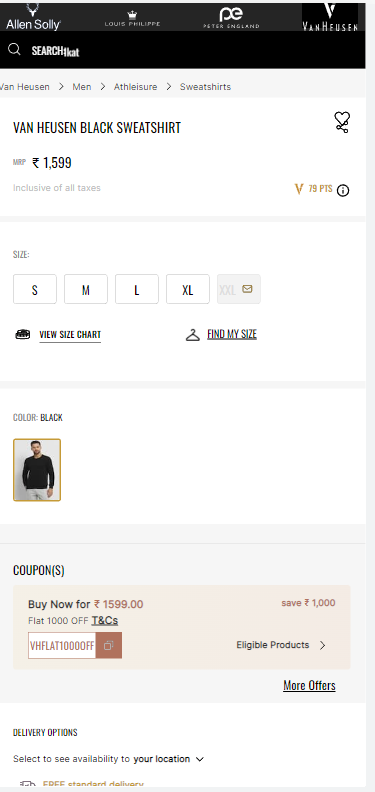 Allen Solly
LOUIS PHILIPPE
pe
PETER ENGLAND
V
VAN HEUSEN
SEARCH
Van Heusen > Men > Athleisure > Sweatshirts
VAN HEUSEN BLACK SWEATSHIRT
MRP ₹ 1,599
Inclusive of all taxes
79 PTS
SIZE:
S M L XL XXL
VIEW SIZE CHART FIND MY SIZE
COLOR: BLACK
COUPON(S)
Buy Now for ₹ 1599.00 save ₹ 1,000
Flat 1000 OFF T&Cs
VHFLAT1000OFF Eligible Products >
More Offers
DELIVERY OPTIONS
Select to see availability to your location
FREE standard delivery